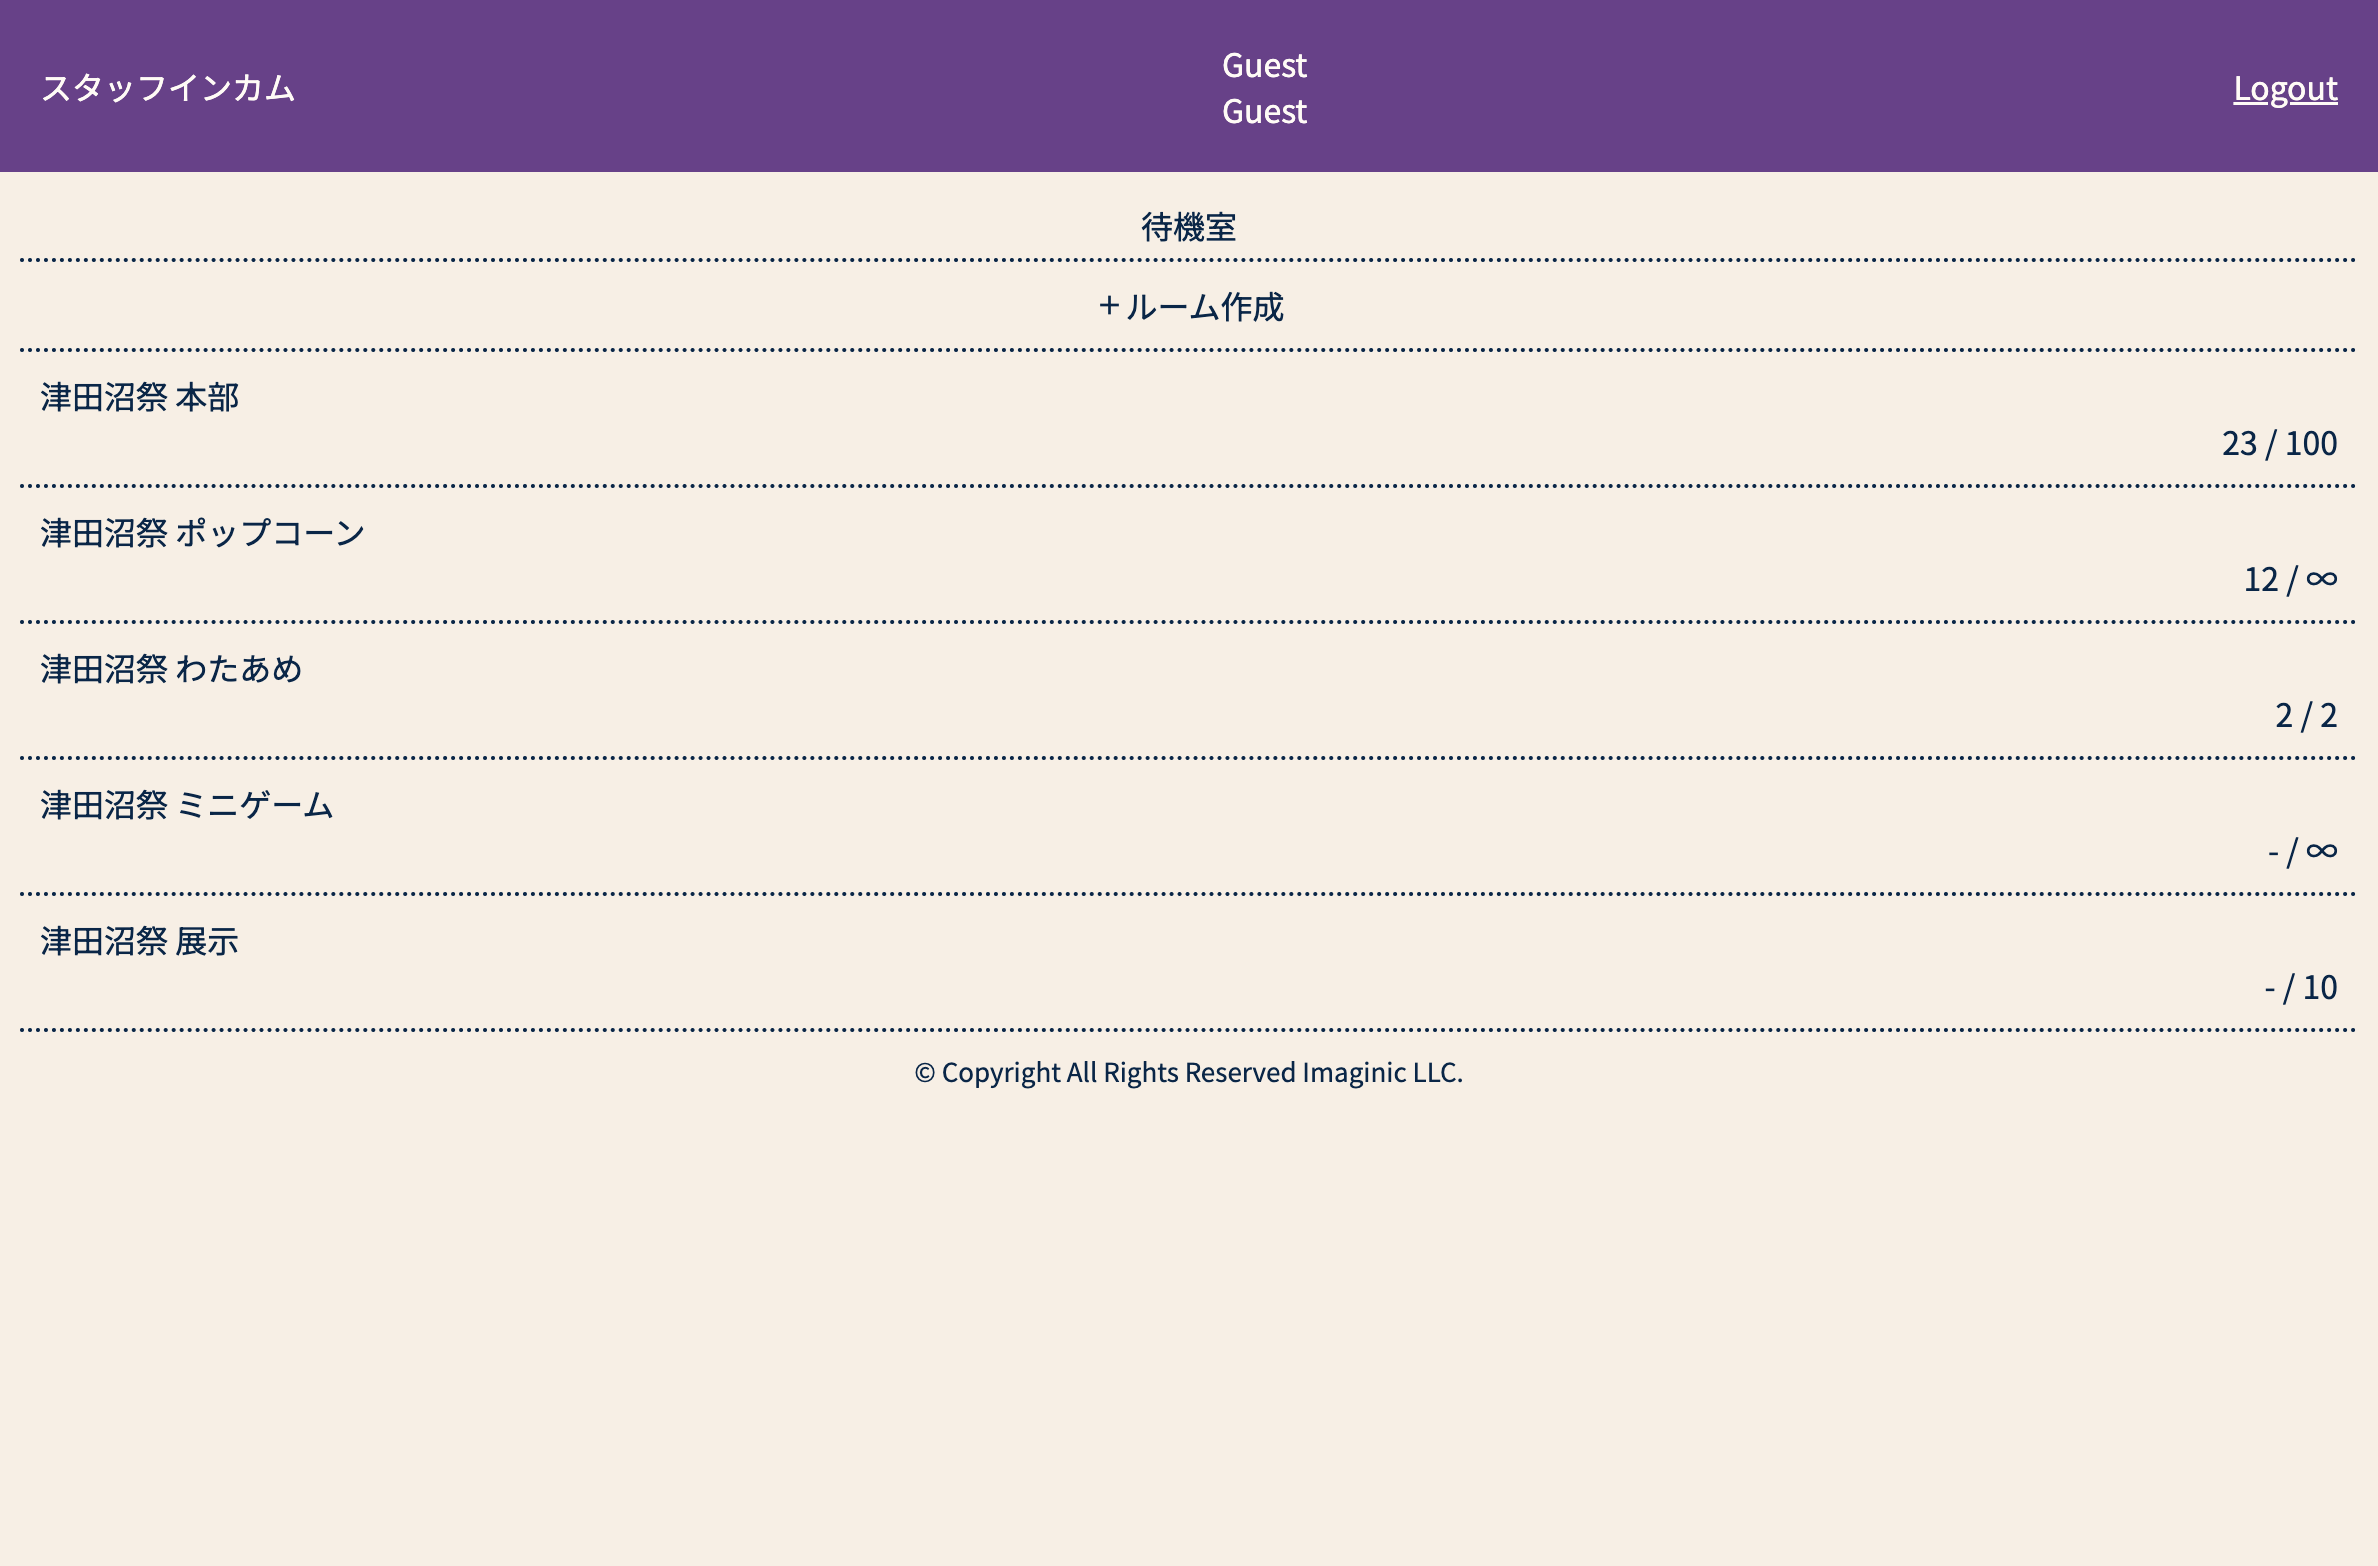 スタッフインカム
Guest
Guest
Logout
待機室
+ ルーム作成
津田沼祭 本部
23 / 100
津田沼祭 ポップコーン
12 / ∞
津田沼祭 わたあめ
2 / 2
津田沼祭 ミニゲーム
- / ∞
津田沼祭 展示
- / 10
© Copyright All Rights Reserved Imaginic LLC.